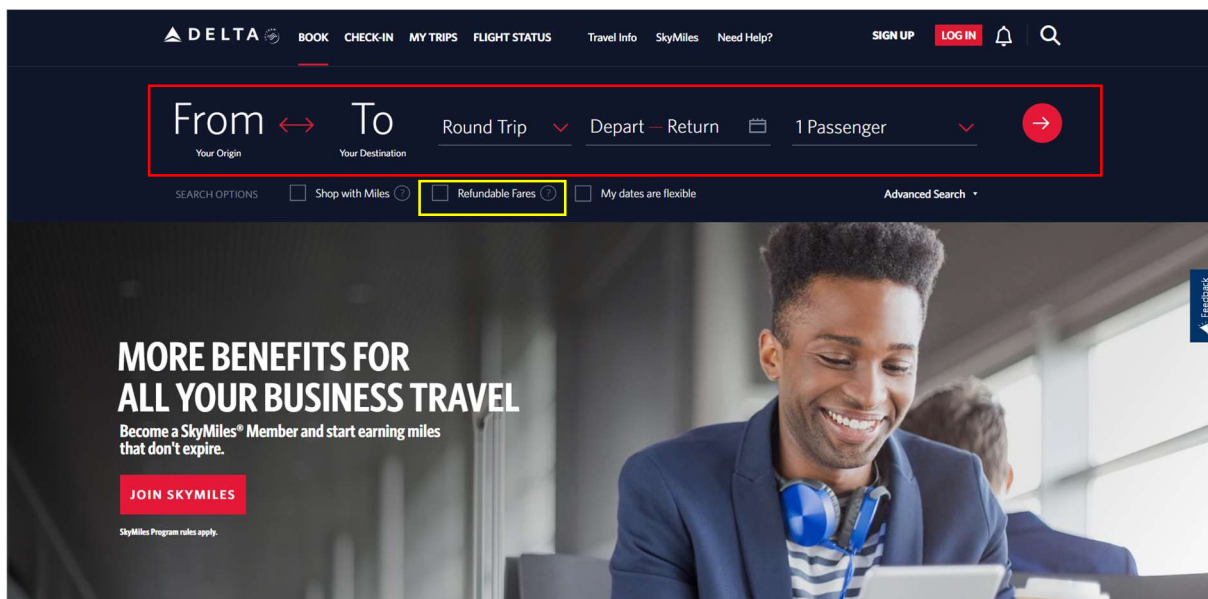 DELTA BOOK CHECK-IN MY TRIPS FLIGHT STATUS Travel Info SkyMiles Need Help? SIGN UP LOG IN
From To Round Trip Depart — Return 1 Passenger
Your Origin Your Destination
SEARCH OPTIONS Shop with Miles ? Refundable Fares ? My dates are flexible Advanced Search
Feedback
MORE BENEFITS FOR
ALL YOUR BUSINESS TRAVEL
Become a SkyMiles® Member and start earning miles
that don't expire.
JOIN SKYMILES
SkyMiles Program rules apply.